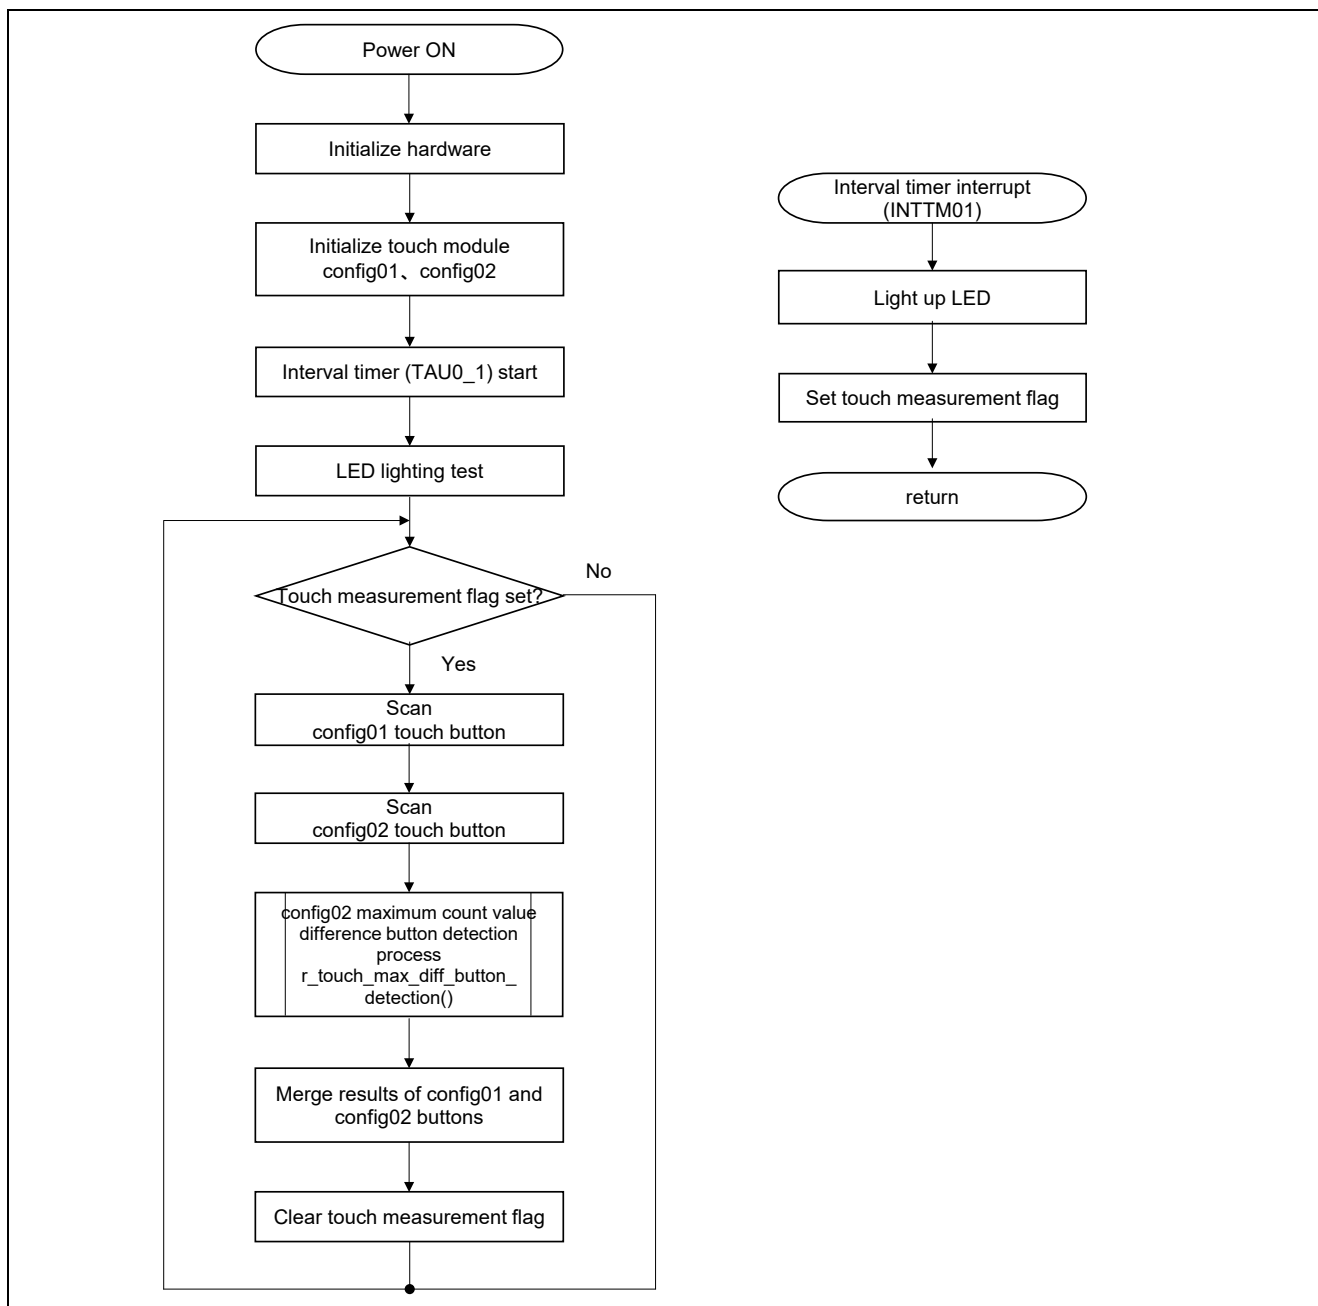 Power ON
Initialize hardware
Initialize touch module
config01、config02
Interval timer (TAU0_1) start
LED lighting test
Touch measurement flag set?
No
Yes
Scan
config01 touch button
Scan
config02 touch button
config02 maximum count value
difference button detection
process
r_touch_max_diff_button_
detection()
Merge results of config01 and
config02 buttons
Clear touch measurement flag
Interval timer interrupt
(INTTM01)
Light up LED
Set touch measurement flag
return